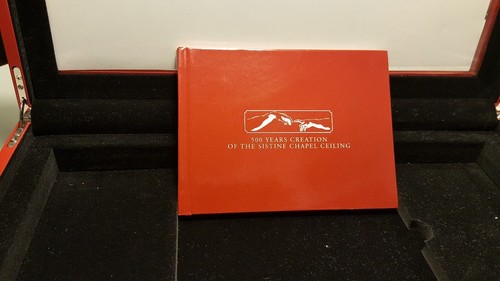 500 YEARS CREATION
OF THE SISTINE CHAPEL CEILING